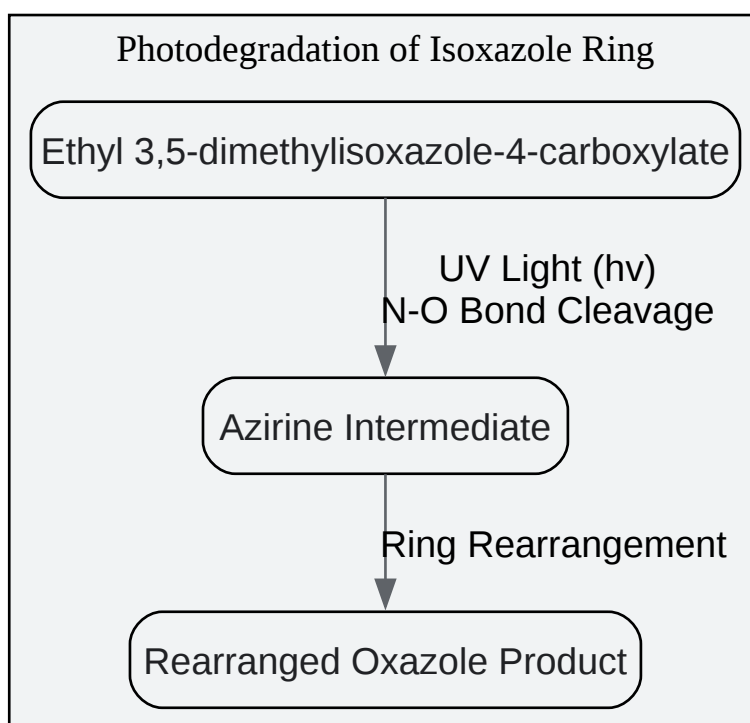 Photodegradation of Isoxazole Ring
Ethyl 3,5-dimethylisoxazole-4-carboxylate
UV Light (hv)
N-O Bond Cleavage
Azirine Intermediate
Ring Rearrangement
Rearranged Oxazole Product